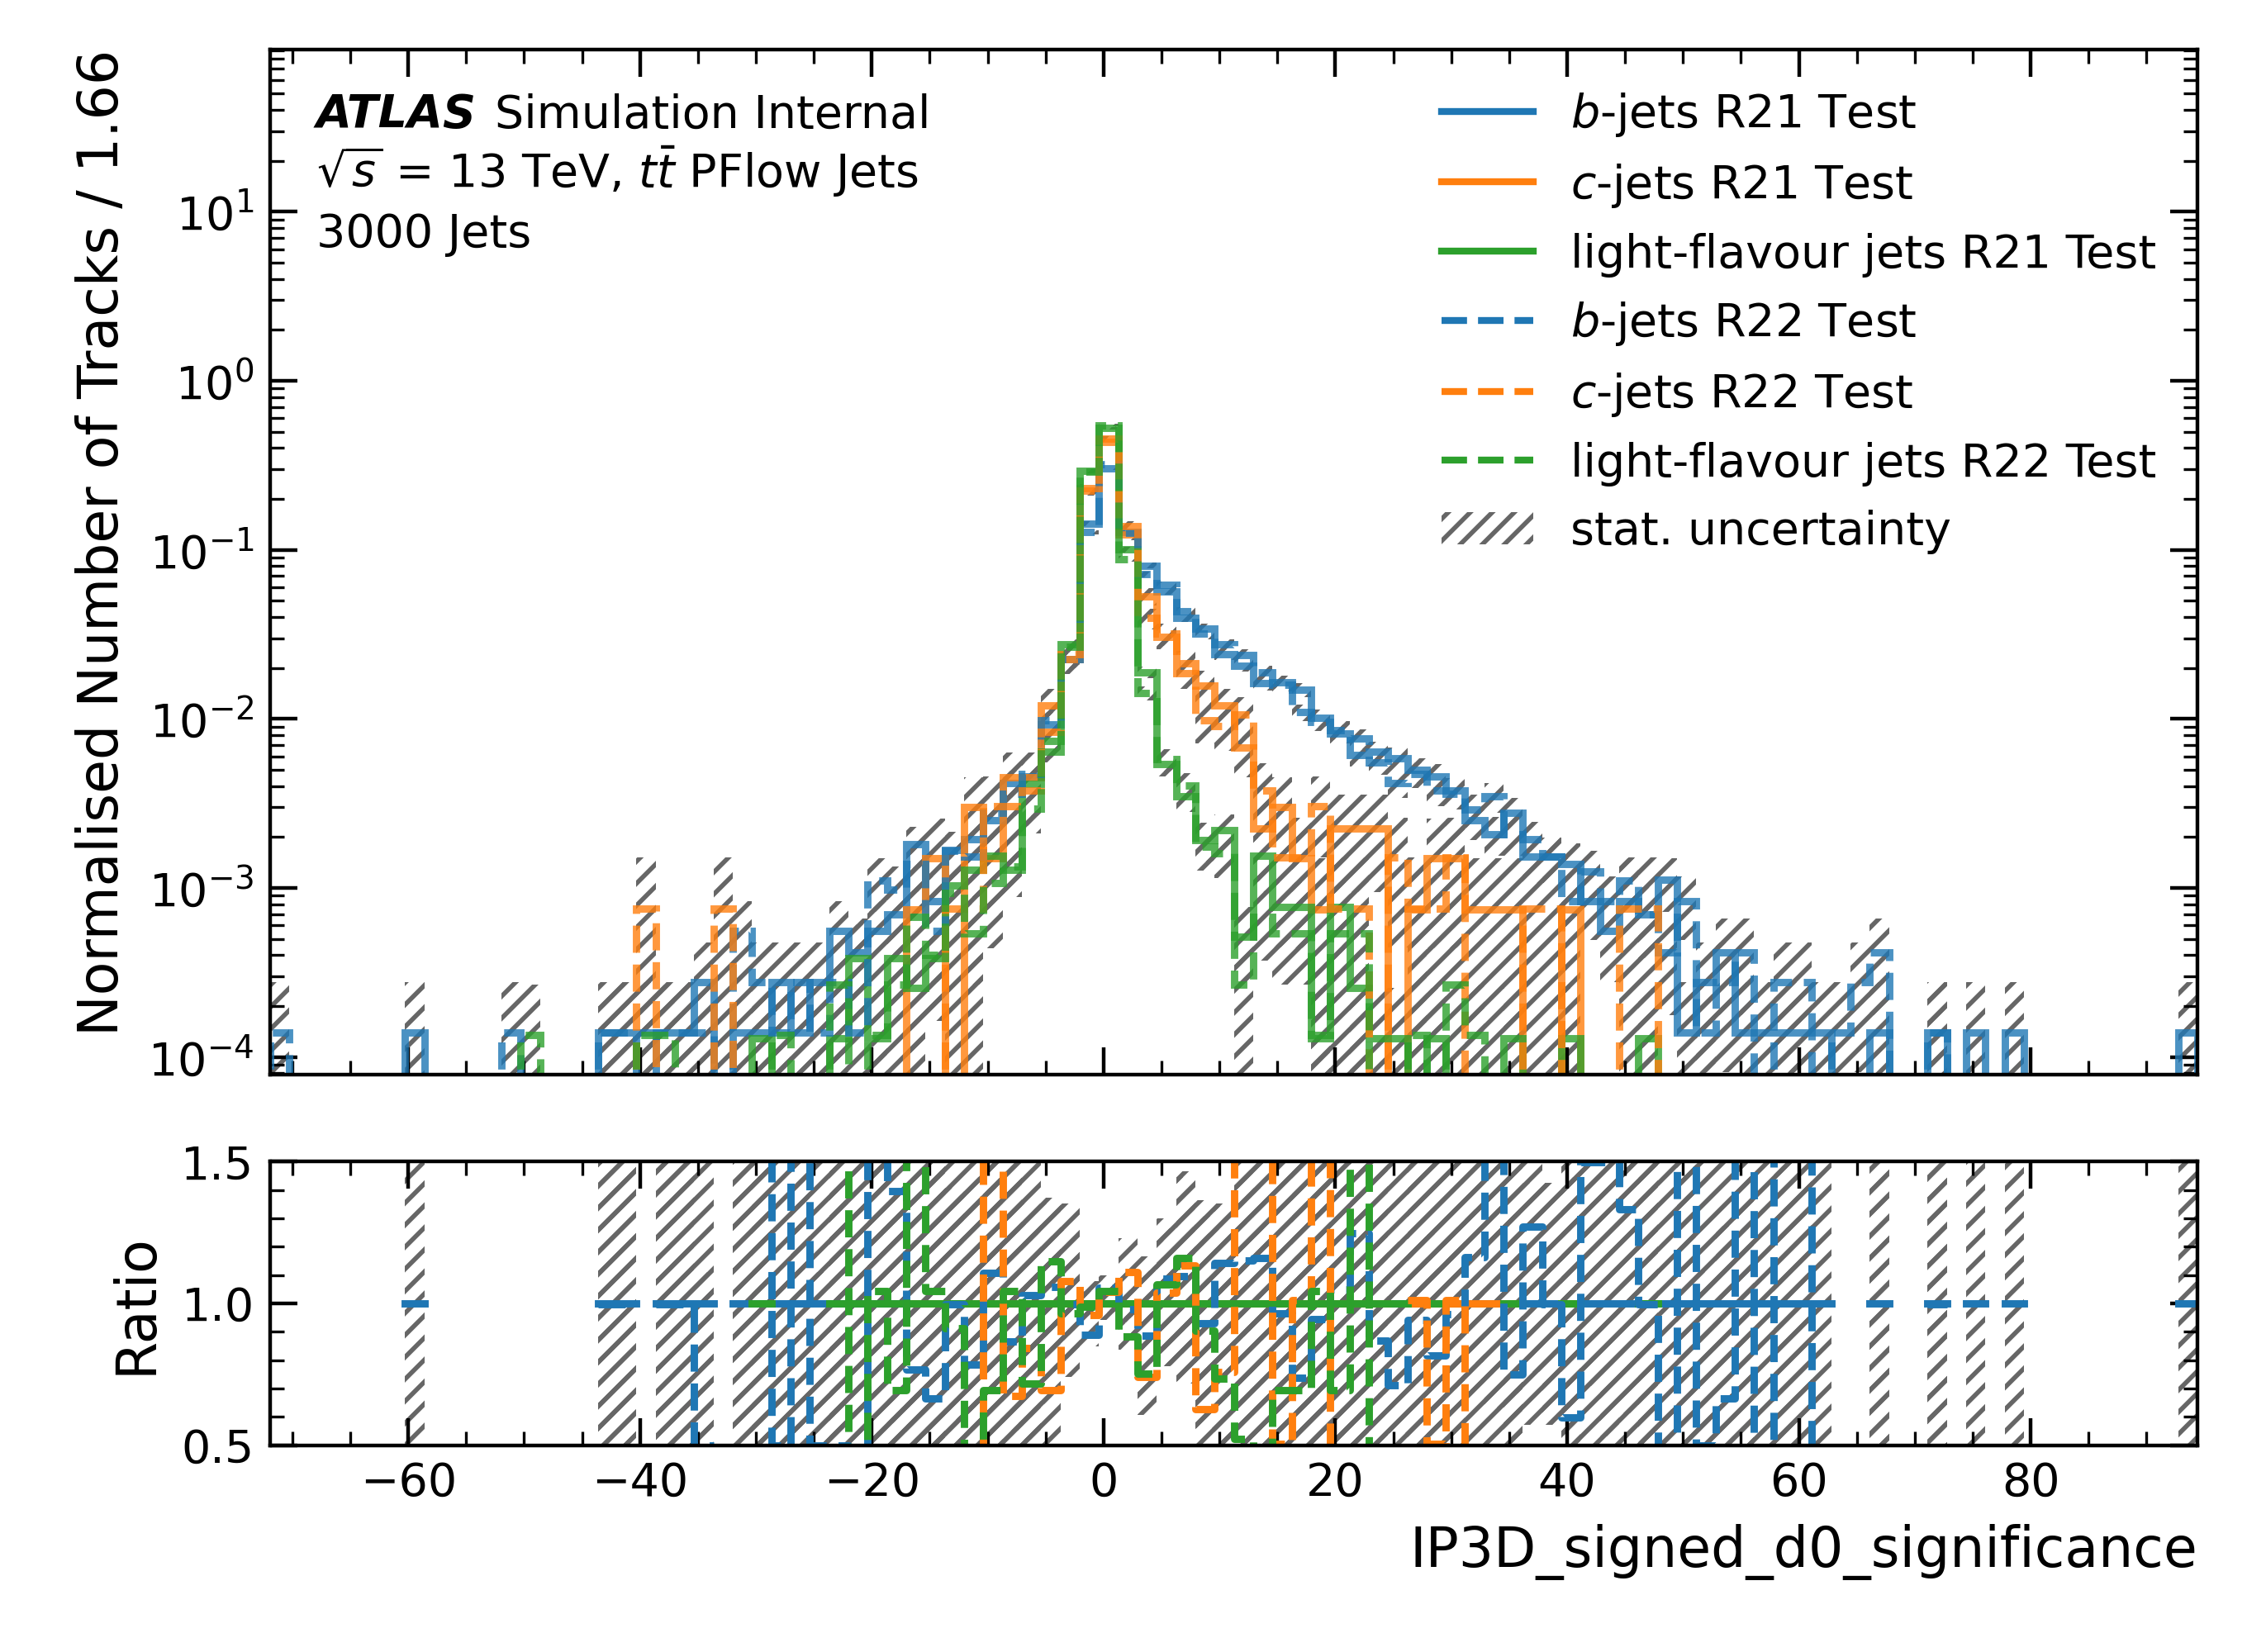 ATLAS Simulation Internal
√s = 13 TeV, tt̄ PFlow Jets
3000 Jets
b-jets R21 Test
c-jets R21 Test
light-flavour jets R21 Test
b-jets R22 Test
c-jets R22 Test
light-flavour jets R22 Test
stat. uncertainty
Normalised Number of Tracks / 1.66
10¹
10⁰
10⁻¹
10⁻²
10⁻³
10⁻⁴
Ratio
1.5
1.0
0.5
−60 −40 −20 0 20 40 60 80
IP3D_signed_d0_significance